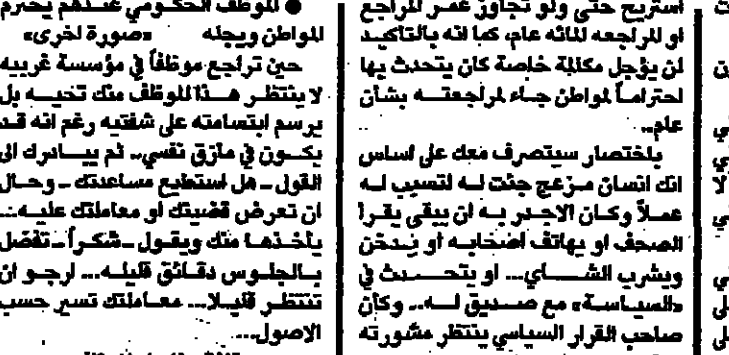 استريح حتى ولو تجاوز عمر المراجع
او المراجعه المائه عام، كما انه بالتاكيد
لن يؤجل مكالمة خاصة كان يتحدث بها
احتراماً لمواطن جاء لمراجعته بشأن
عام..
باختصار سيتصرف معك على اساس
انك انسان مزعج جئت له لتسبب له
عملاً وكان الاجدر به ان يبقى يقرأ
الصحف او يهاتف اصحابه او يدخن
ويشرب الشاي... او يتحدث في
«السياسة» مع صديق له.. وكأن
صاحب القرار السياسي ينتظر مشورته
● الموظف الحكومي عندهم يحترم
المواطن ويجله «صورة اخرى»
حين تراجع موظفاً في مؤسسة غربيه
لا ينتظر هذا الموظف منك تحيه بل
يرسم ابتسامته على شفتيه رغم انه قد
يكون في مأزق نفسي.. ثم يبادرك الى
القول ـ هل استطيع مساعدتك ـ وحال
ان تعرض قضيتك او معاملتك عليه..
يأخذها منك ويقول ـ شكراً ـ تفضل
بالجلوس دقائق قليله... ارجو ان
تنتظر قليلا... معاملتك تسير حسب
الاصول...